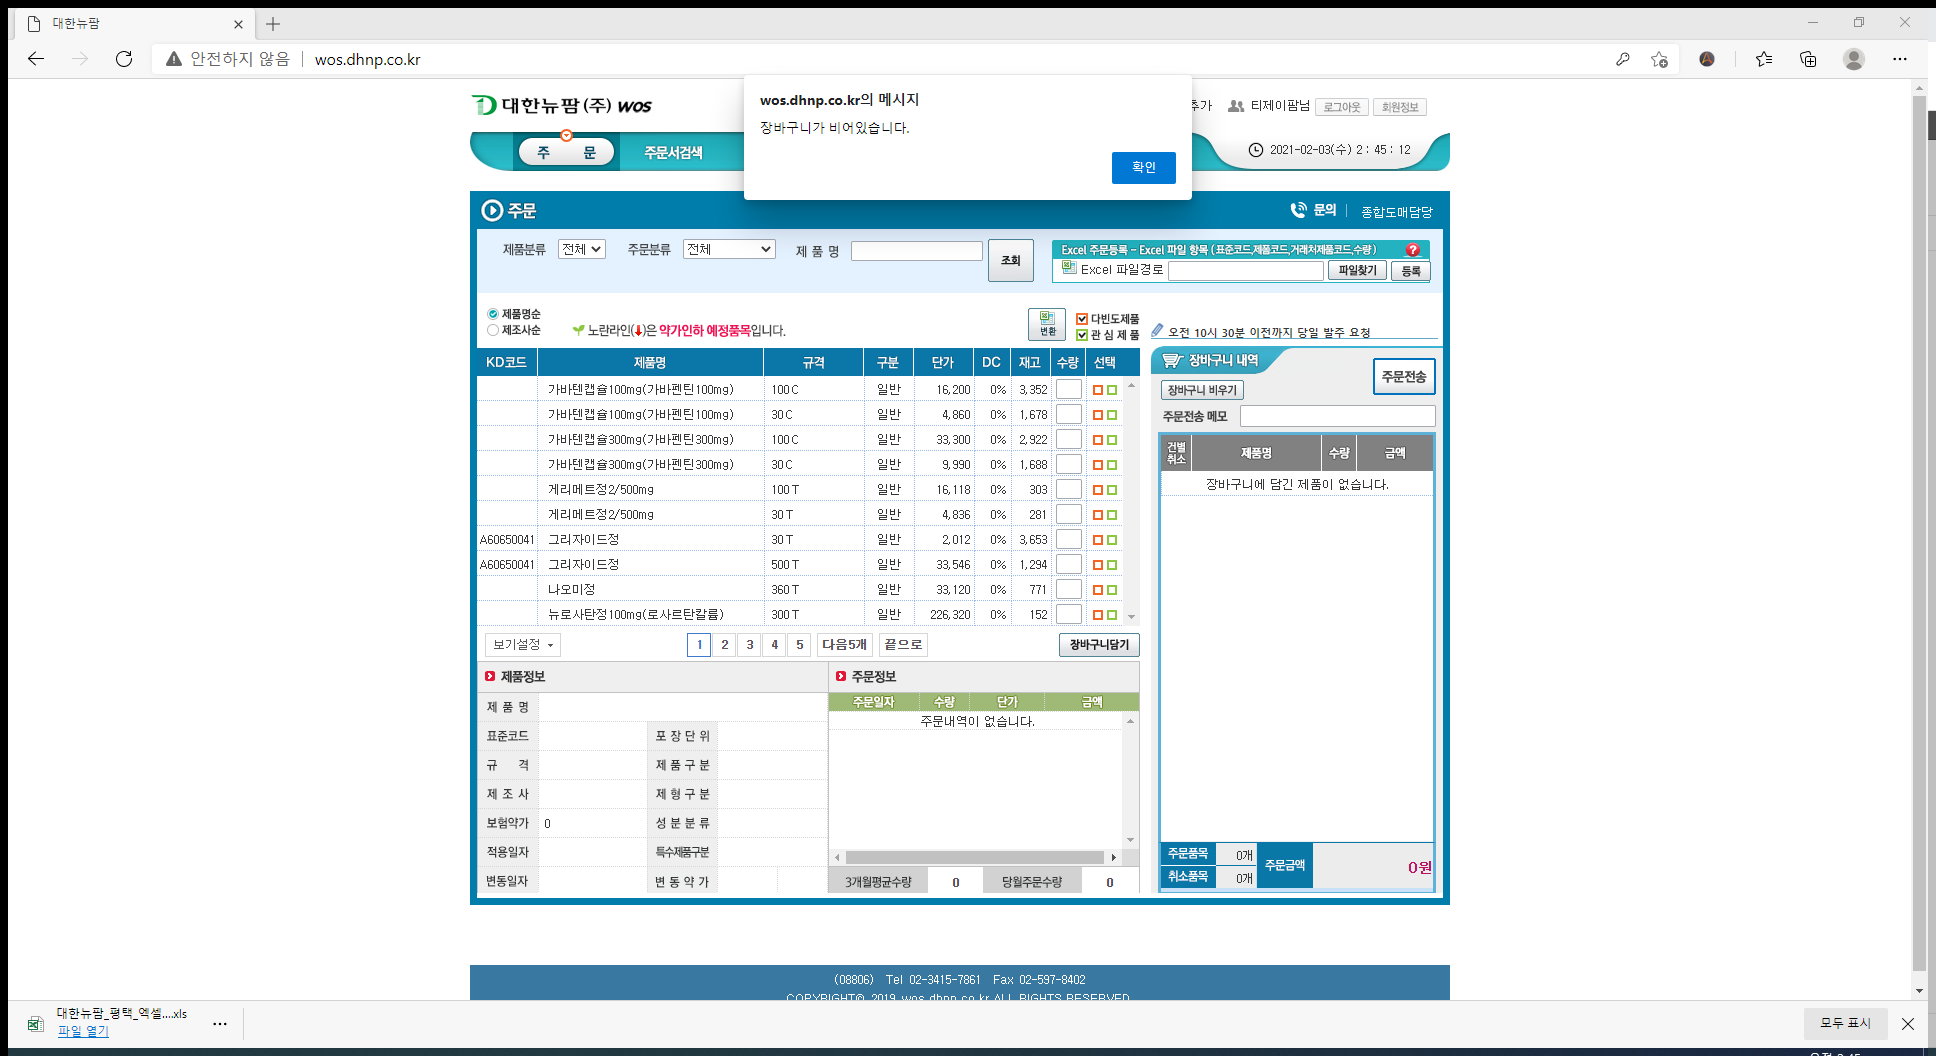 대한뉴팜
안전하지 않음
wos.dhnp.co.kr
wos.dhnp.co.kr의 메시지
장바구니가 비어있습니다.
확인
대한뉴팜(주) WOS
추가 티제이팜님 로그아웃 회원정보
주 문 주문서검색
2021-02-03(수) 2 : 45 : 12
주문
문의 종합도매담당
제품분류 전체 주문분류 전체 제 품 명 조회
Excel 주문등록 - Excel 파일 항목 (표준코드,제품코드,거래처제품코드,수량)
Excel 파일경로 파일찾기 등록
제품명순
제조사순
노란라인(↓)은 약가인하 예정품목입니다.
변환
다빈도제품
관 심 제 품
오전 10시 30분 이전까지 당일 발주 요청
KD코드 제품명 규격 구분 단가 DC 재고 수량 선택
가바텐캡슐100mg(가바펜틴100mg) 100 C 일반 16,200 0% 3,352
가바텐캡슐100mg(가바펜틴100mg) 30 C 일반 4,860 0% 1,678
가바텐캡슐300mg(가바펜틴300mg) 100 C 일반 33,300 0% 2,922
가바텐캡슐300mg(가바펜틴300mg) 30 C 일반 9,990 0% 1,688
게리메트정2/500mg 100 T 일반 16,118 0% 303
게리메트정2/500mg 30 T 일반 4,836 0% 281
A60650041 그리자이드정 30 T 일반 2,012 0% 3,653
A60650041 그리자이드정 500 T 일반 33,546 0% 1,294
나오미정 360 T 일반 33,120 0% 771
뉴로사탄정100mg(로사르탄칼륨) 300 T 일반 226,320 0% 152
보기설정 1 2 3 4 5 다음5개 끝으로 장바구니담기
장바구니 내역
장바구니 비우기
주문전송
주문전송 메모
건별취소 제품명 수량 금액
장바구니에 담긴 제품이 없습니다.
주문품목 0개
취소품목 0개
주문금액 0원
제품정보
제 품 명
표준코드 포 장 단 위
규 격 제 품 구 분
제 조 사 제 형 구 분
보험약가 0 성 분 분 류
적용일자 특수제품구분
변동일자 변 동 약 가
주문정보
주문일자 수량 단가 금액
주문내역이 없습니다.
3개월평균수량 0 당월주문수량 0
(08806) Tel 02-3415-7861 Fax 02-597-8402
COPYRIGHT© 2019 wos.dhnp.co.kr ALL RIGHTS RESERVED
대한뉴팜_평택_엑셀....xls
파일 열기
모두 표시